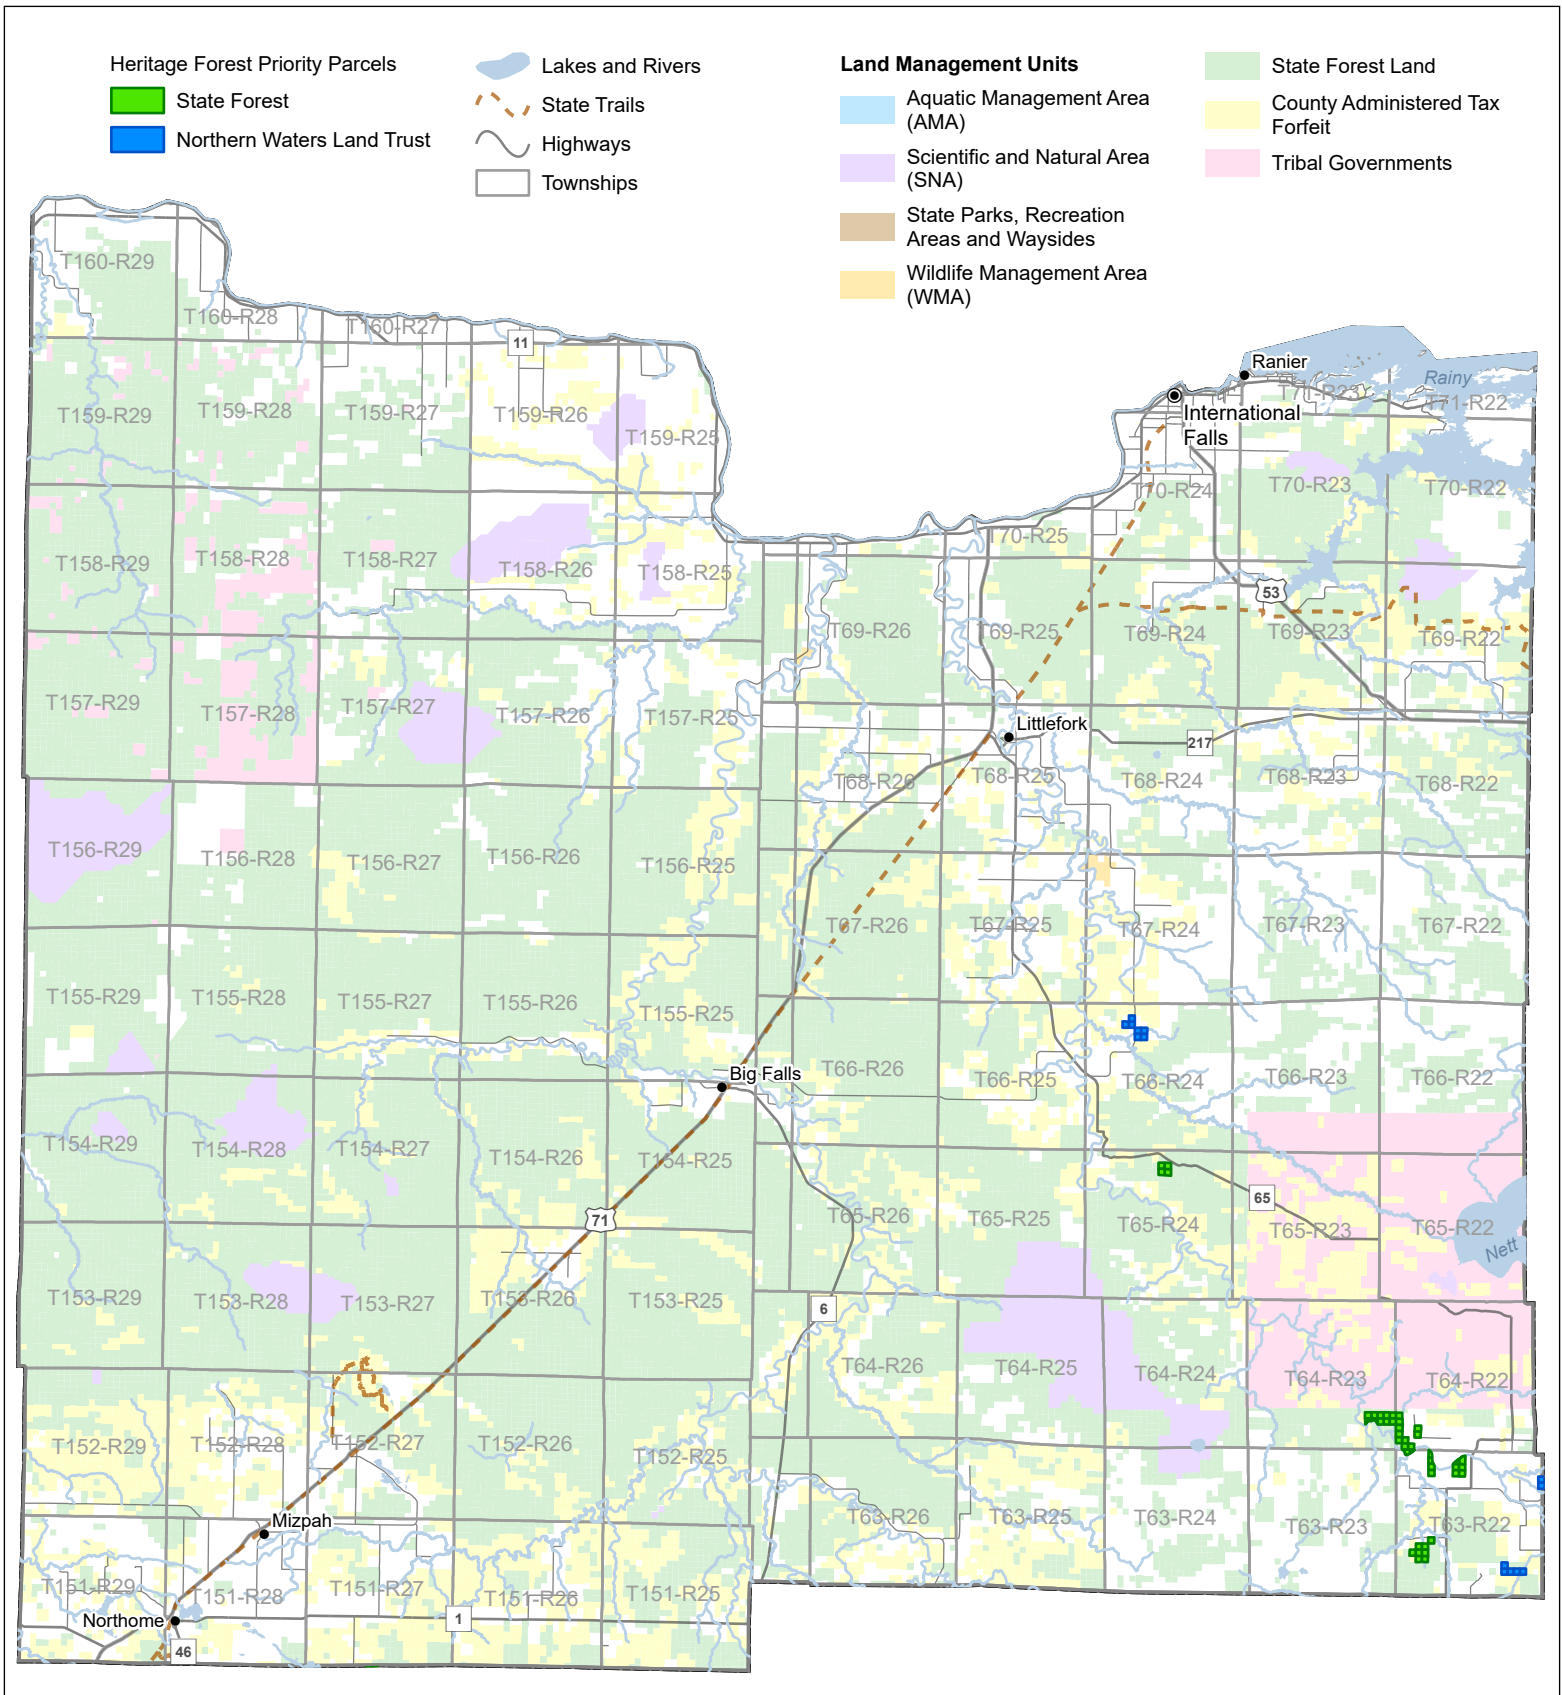 Heritage Forest Priority Parcels
State Forest
Northern Waters Land Trust
Lakes and Rivers
State Trails
Highways
Townships
Land Management Units
Aquatic Management Area
(AMA)
Scientific and Natural Area
(SNA)
State Parks, Recreation
Areas and Waysides
Wildlife Management Area
(WMA)
State Forest Land
County Administered Tax
Forfeit
Tribal Governments
T160-R29
T160-R28
T160-R27
11
Ranier
Rainy
T71-R23
T71-R22
International
Falls
T159-R29
T159-R28
T159-R27
T159-R26
T159-R25
T70-R24
T70-R23
T70-R22
T70-R25
T158-R29
T158-R28
T158-R27
T158-R26
T158-R25
53
T69-R26
T69-R25
T69-R24
T69-R23
T69-R22
T157-R29
T157-R28
T157-R27
T157-R26
T157-R25
Littlefork
217
T68-R26
T68-R25
T68-R24
T68-R23
T68-R22
T156-R29
T156-R28
T156-R27
T156-R26
T156-R25
T67-R26
T67-R25
T67-R24
T67-R23
T67-R22
T155-R29
T155-R28
T155-R27
T155-R26
T155-R25
Big Falls
T66-R26
T66-R25
T66-R24
T66-R23
T66-R22
T154-R29
T154-R28
T154-R27
T154-R26
T154-R25
71
65
T65-R26
T65-R25
T65-R24
T65-R23
T65-R22
Nett
T153-R29
T153-R28
T153-R27
T153-R26
T153-R25
6
T64-R26
T64-R25
T64-R24
T64-R23
T64-R22
T152-R29
T152-R28
T152-R27
T152-R26
T152-R25
Mizpah
T63-R26
T63-R25
T63-R24
T63-R23
T63-R22
T151-R29
T151-R28
T151-R27
T151-R26
T151-R25
Northome
1
46